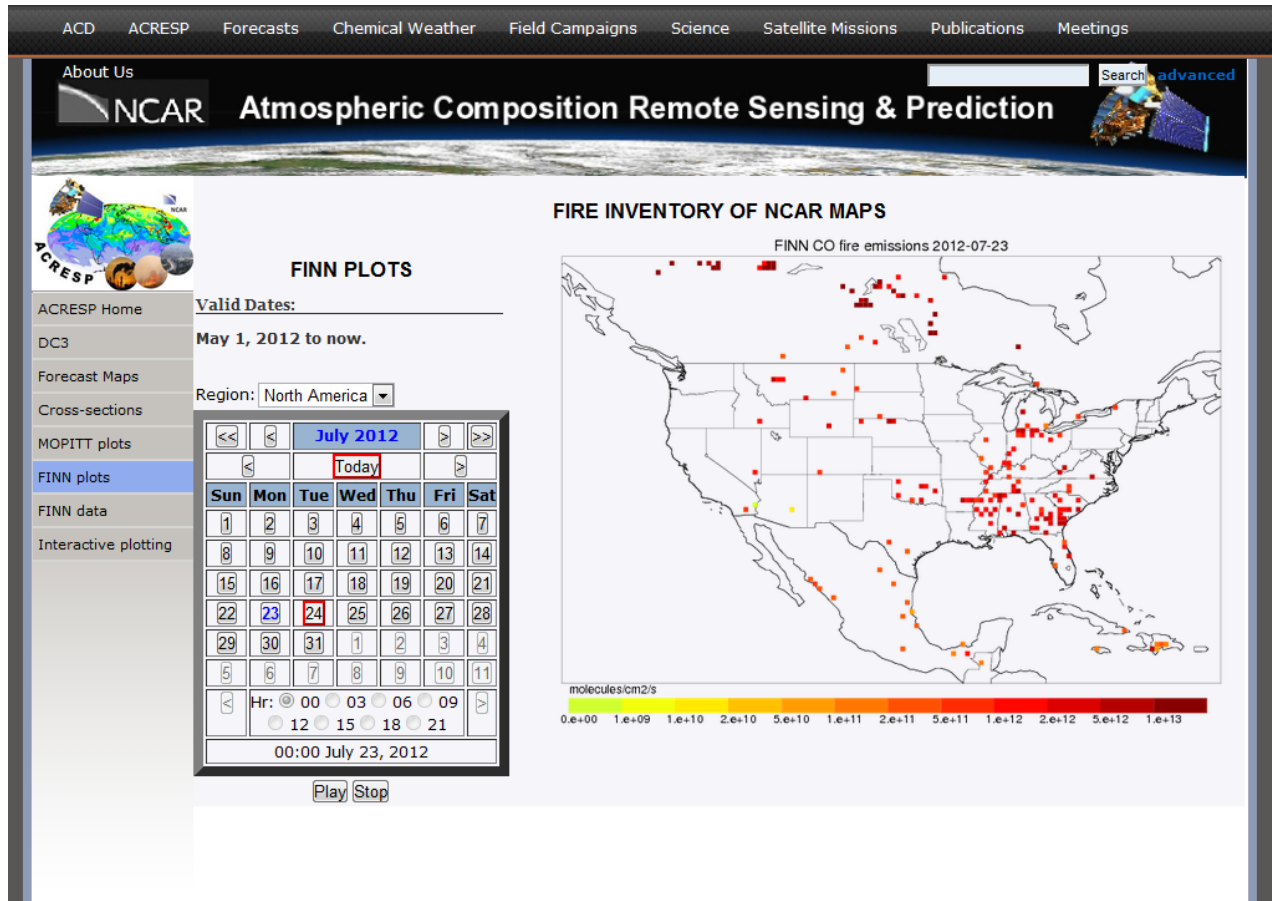 ACD ACRESP Forecasts Chemical Weather Field Campaigns Science Satellite Missions Publications Meetings
About Us
Search advanced
NCAR Atmospheric Composition Remote Sensing & Prediction
NCAR
ACRESP
ACRESP Home
DC3
Forecast Maps
Cross-sections
MOPITT plots
FINN plots
FINN data
Interactive plotting
FINN PLOTS
Valid Dates:
May 1, 2012 to now.
Region: North America
<< < July 2012 > >>
< Today >
Sun Mon Tue Wed Thu Fri Sat
1 2 3 4 5 6 7
8 9 10 11 12 13 14
15 16 17 18 19 20 21
22 23 24 25 26 27 28
29 30 31 1 2 3 4
5 6 7 8 9 10 11
< Hr: 00 03 06 09 >
12 15 18 21
00:00 July 23, 2012
Play Stop
FIRE INVENTORY OF NCAR MAPS
FINN CO fire emissions 2012-07-23
molecules/cm2/s
0.e+00 1.e+09 1.e+10 2.e+10 5.e+10 1.e+11 2.e+11 5.e+11 1.e+12 2.e+12 5.e+12 1.e+13